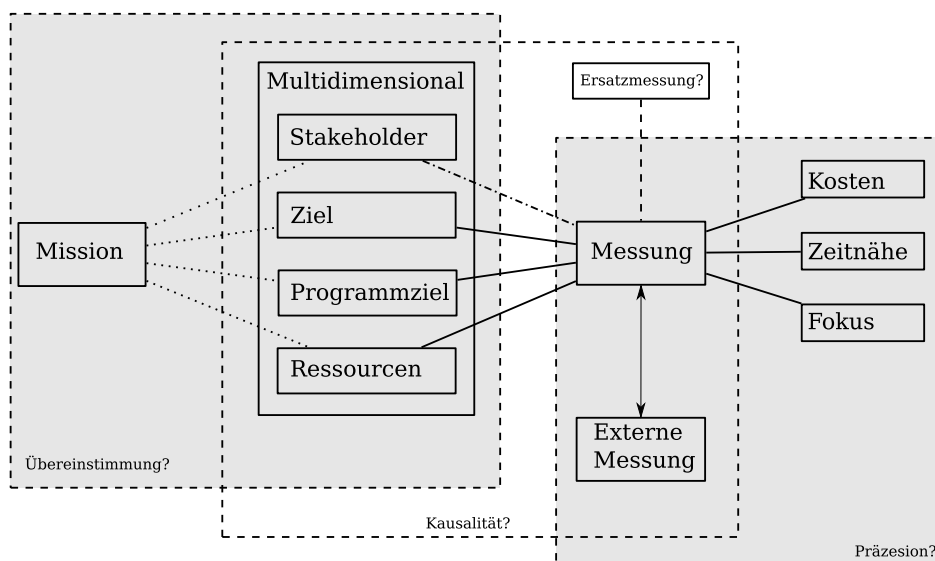 Multidimensional
Ersatzmessung?
Stakeholder
Kosten
Ziel
Mission
Messung
Zeitnähe
Programmziel
Fokus
Ressourcen
Externe
Messung
Übereinstimmung?
Kausalität?
Präzesion?